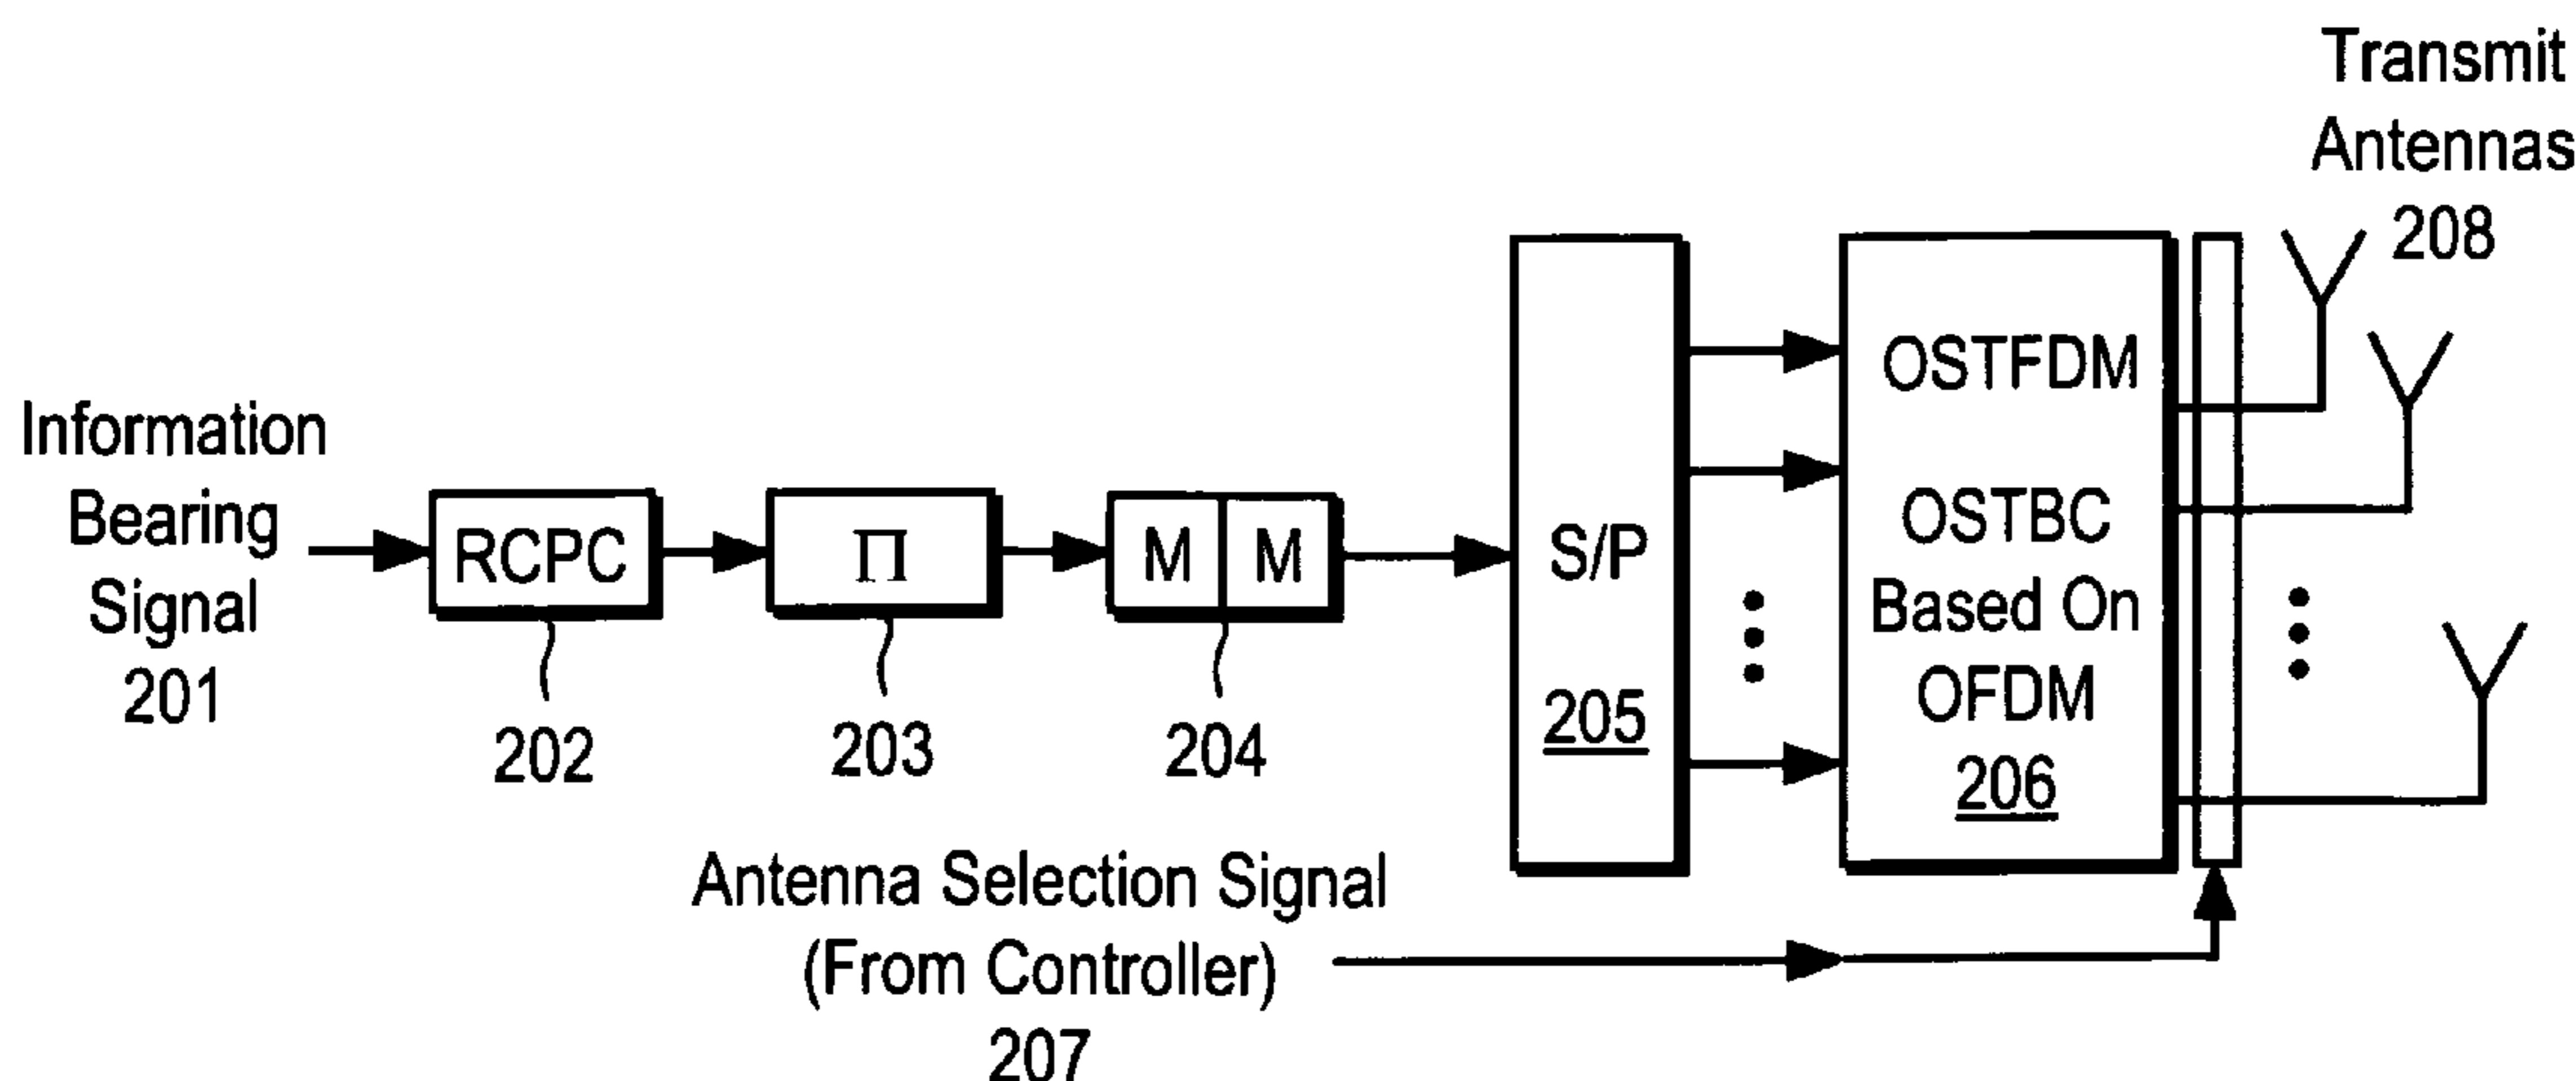 Transmit
Antennas
208
Information
Bearing
Signal
201
RCPC
202
Π
203
M M
204
S/P
205
OSTFDM
OSTBC
Based On
OFDM
206
Antenna Selection Signal
(From Controller)
207